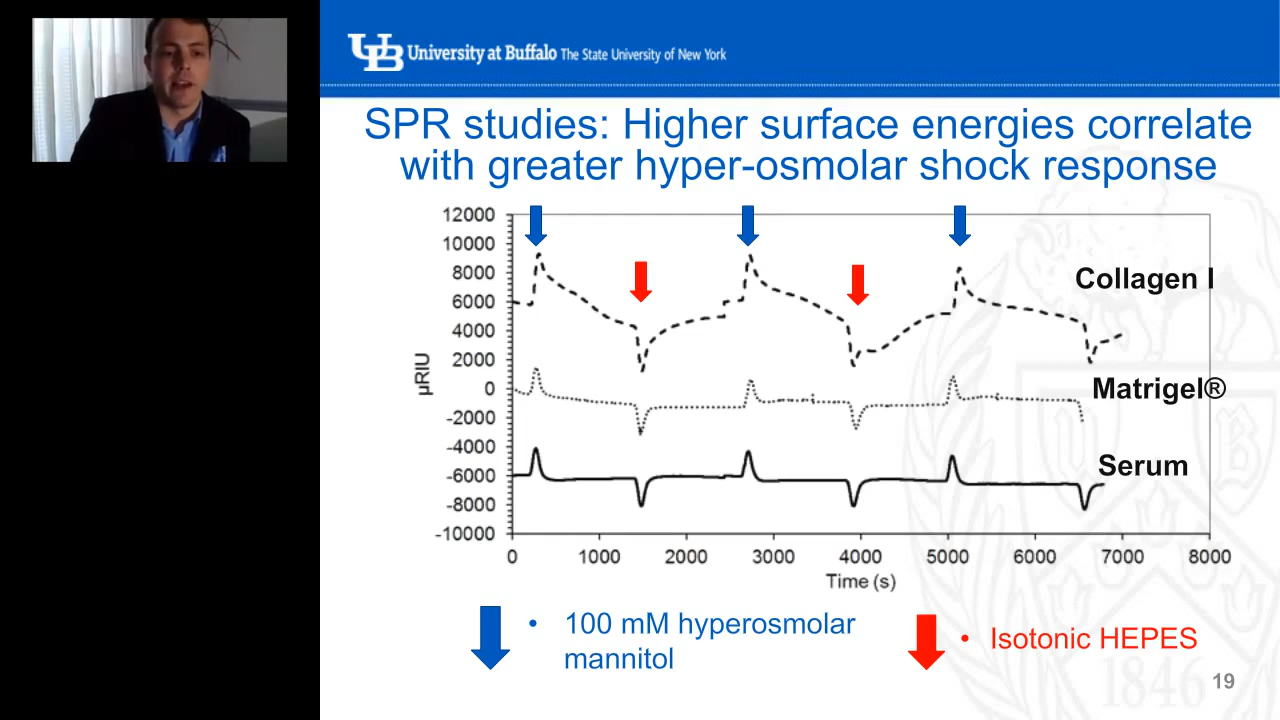 UB University at Buffalo The State University of New York
SPR studies: Higher surface energies correlate
with greater hyper-osmolar shock response
12000
10000
8000
6000
4000
2000
0
-2000
-4000
-6000
-8000
-10000
µRIU
Collagen I
Matrigel®
Serum
0 1000 2000 3000 4000 5000 6000 7000 8000
Time (s)
• 100 mM hyperosmolar
mannitol
• Isotonic HEPES
1846
19